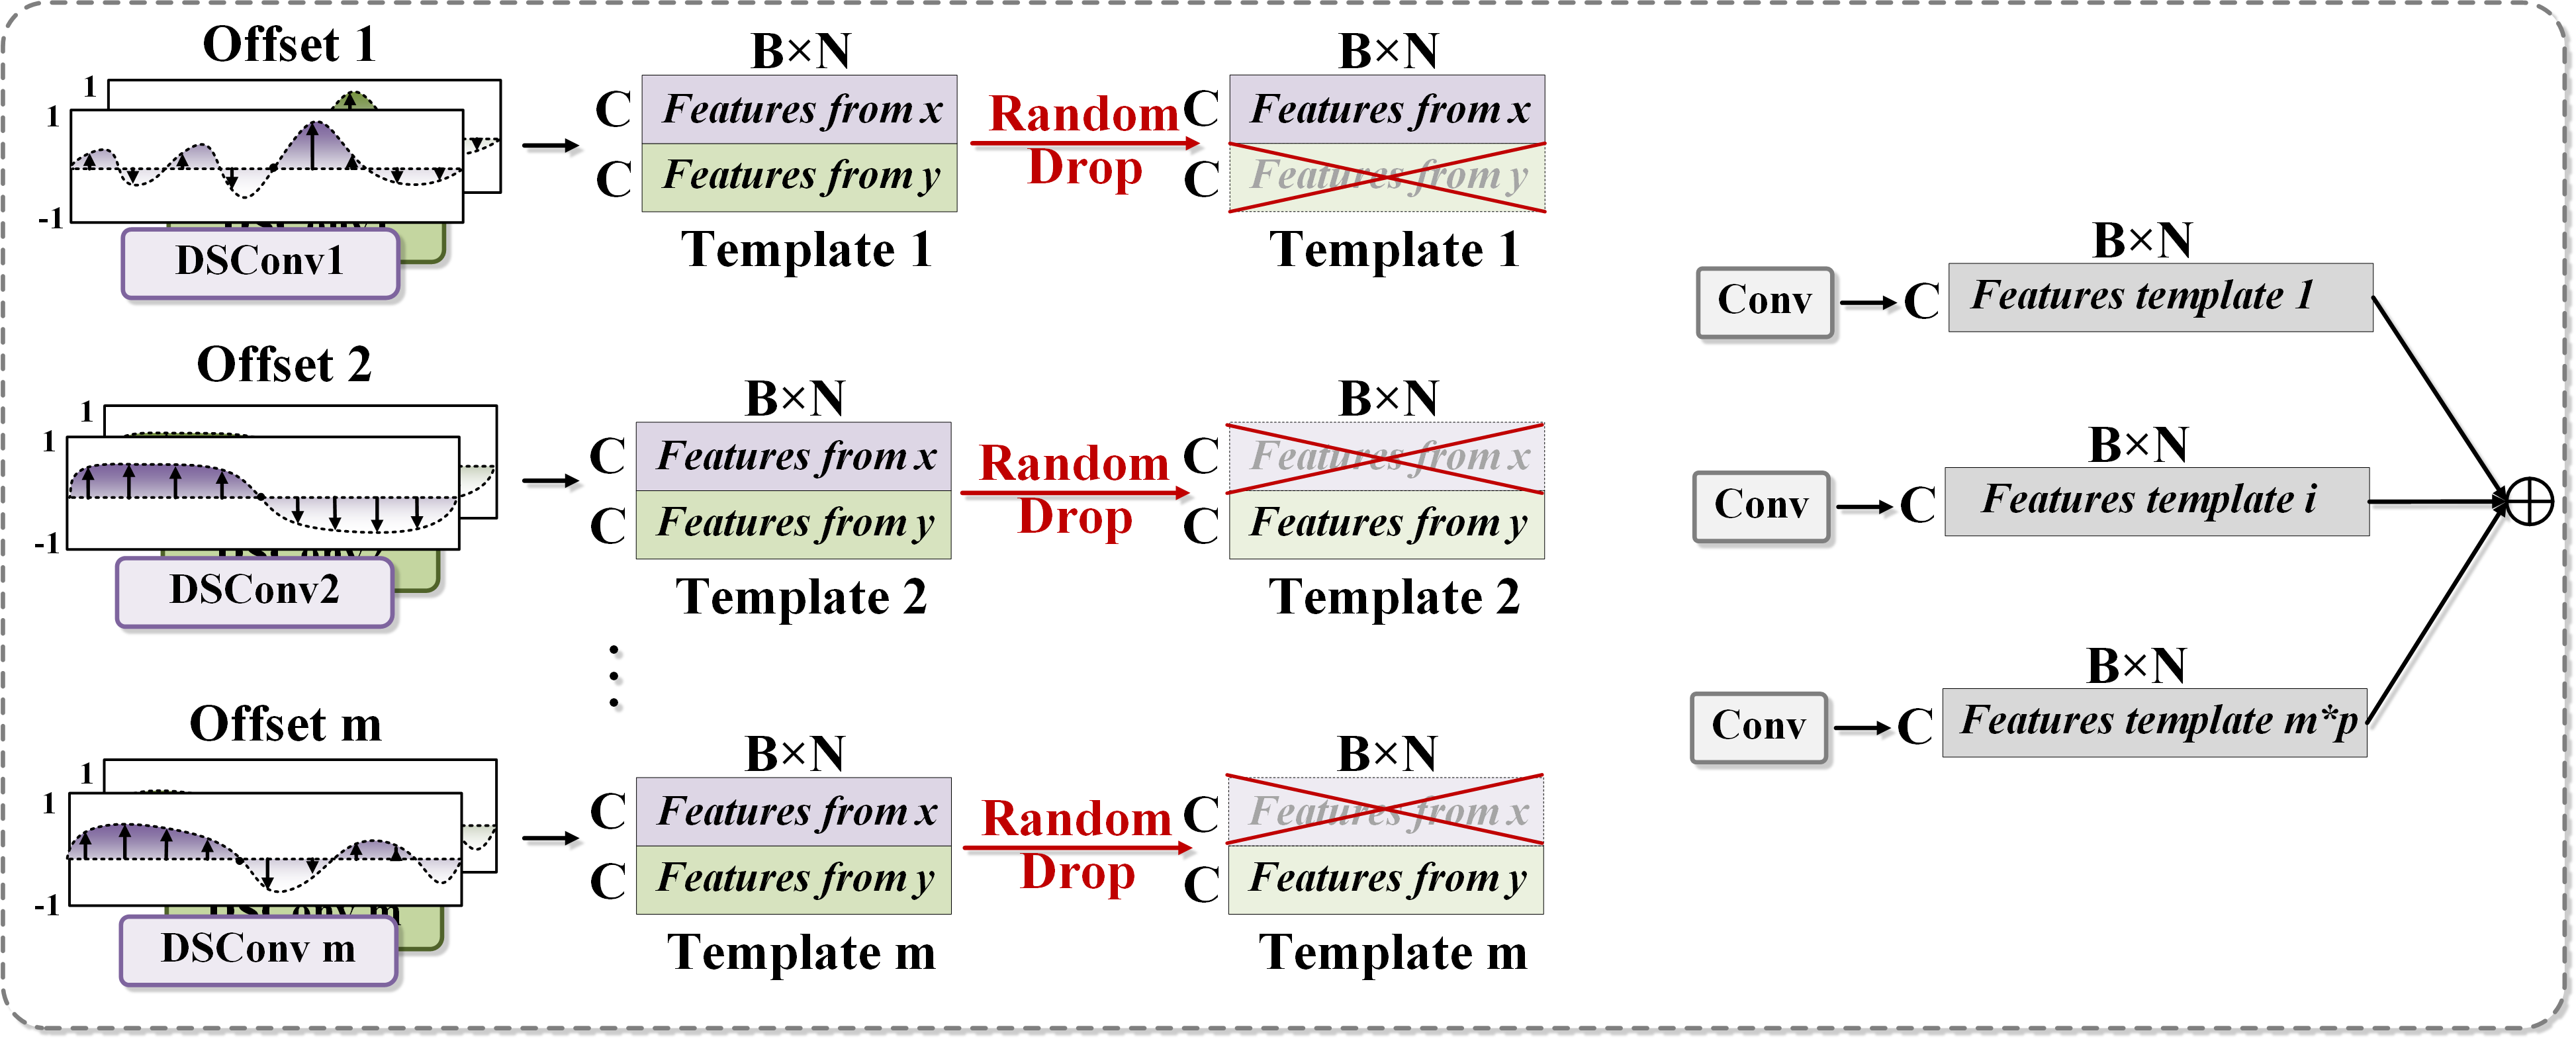 Offset 1
1
1
-1
DSConv1
B×N
C
Features from x
C
Features from y
Template 1
Random
Drop
B×N
C
Features from x
C
Features from y
Template 1
Offset 2
1
1
-1
DSConv2
B×N
C
Features from x
C
Features from y
Template 2
Random
Drop
B×N
C
Features from x
C
Features from y
Template 2
Offset m
1
1
-1
DSConv m
DSConv m
B×N
C
Features from x
C
Features from y
Template m
Random
Drop
B×N
C
Features from x
C
Features from y
Template m
Conv
C
B×N
Features template 1
Conv
C
B×N
Features template i
Conv
C
B×N
Features template m*p